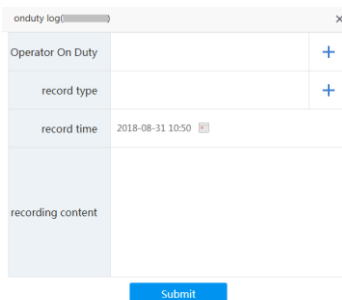 onduty log( )
Operator On Duty
record type
record time 2018-08-31 10:50
recording content
Submit